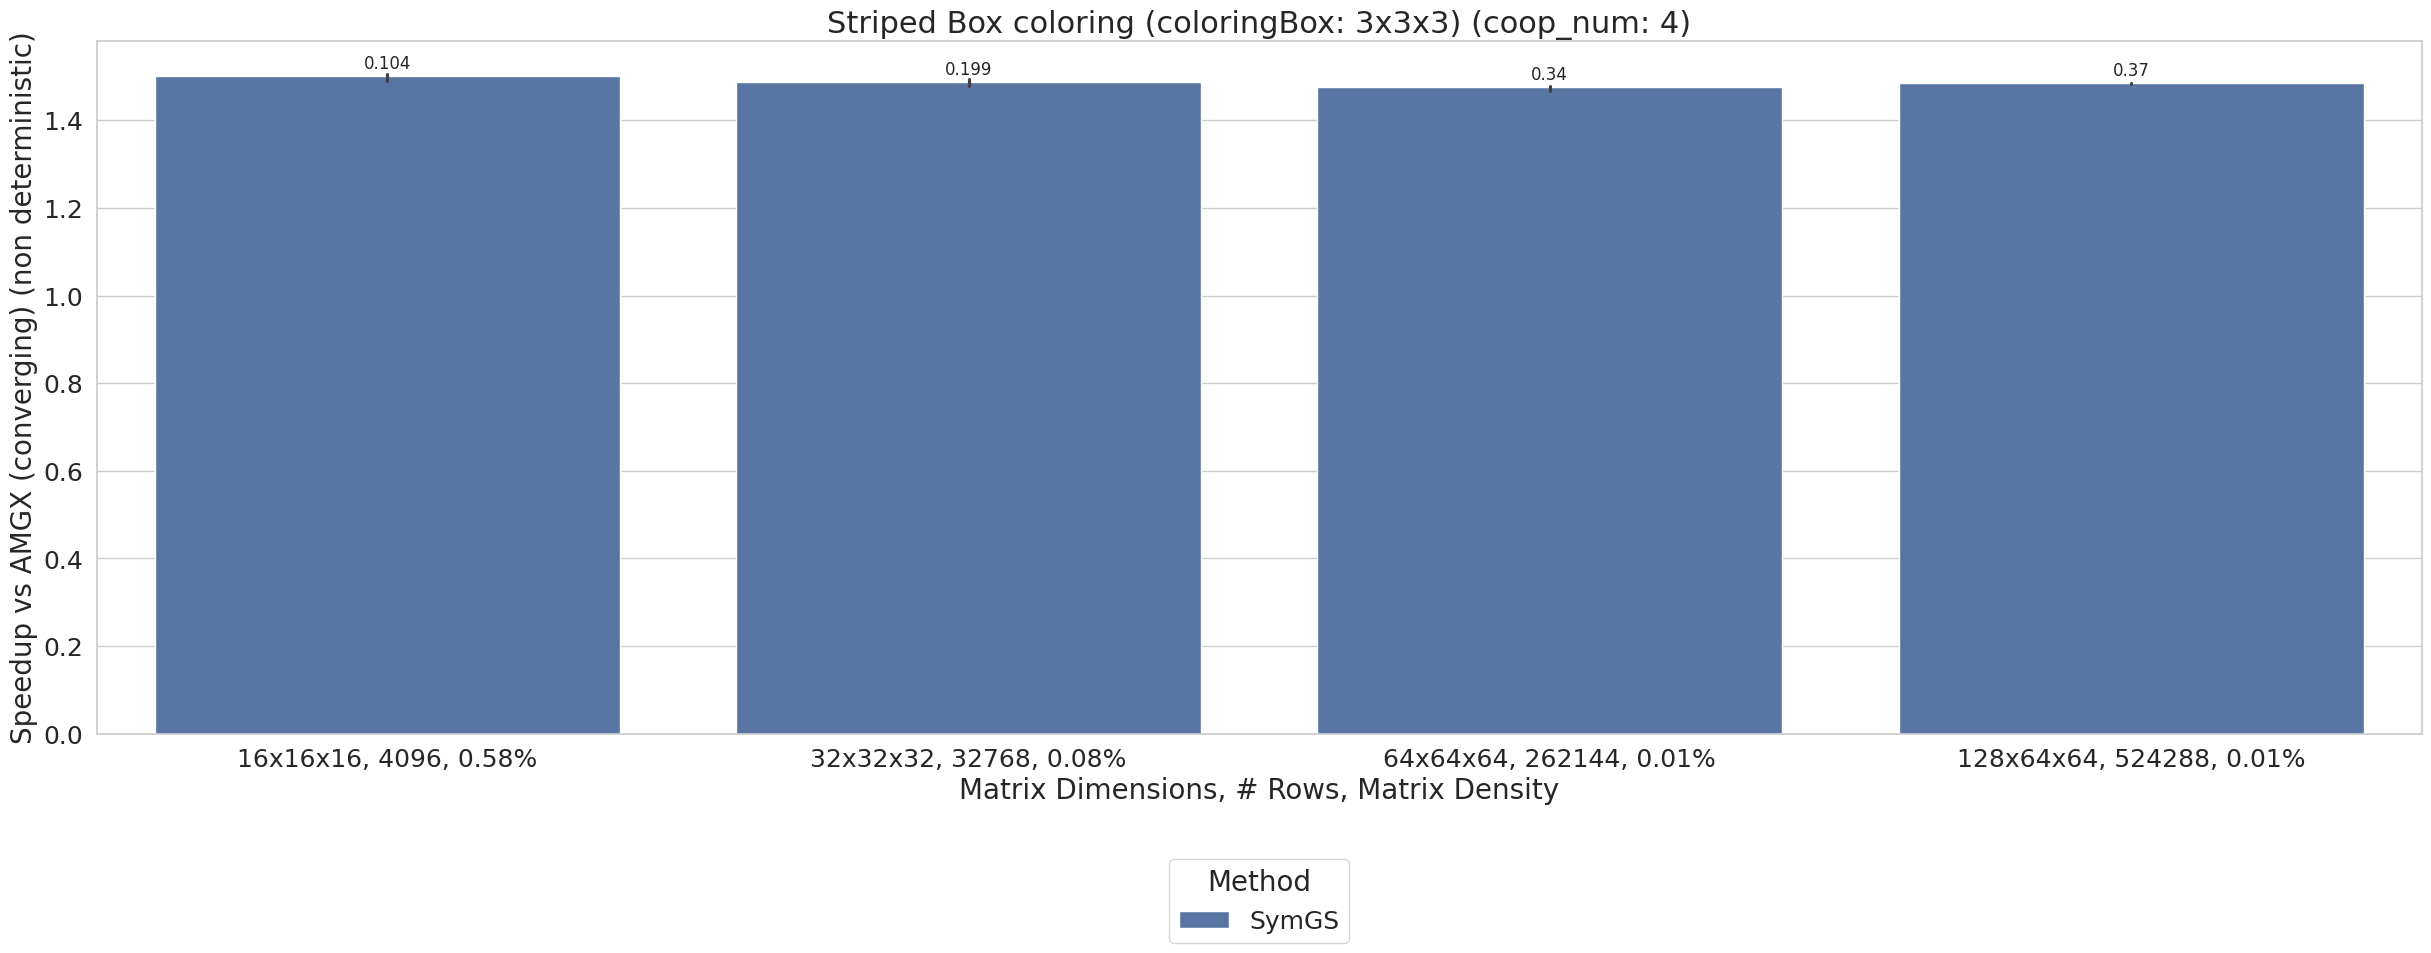 Striped Box coloring (coloringBox: 3x3x3) (coop_num: 4)
Speedup vs AMGX (converging) (non deterministic)
1.4
1.2
1.0
0.8
0.6
0.4
0.2
0.0
0.104
0.199
0.34
0.37
16x16x16, 4096, 0.58%
32x32x32, 32768, 0.08%
64x64x64, 262144, 0.01%
128x64x64, 524288, 0.01%
Matrix Dimensions, # Rows, Matrix Density
Method
SymGS